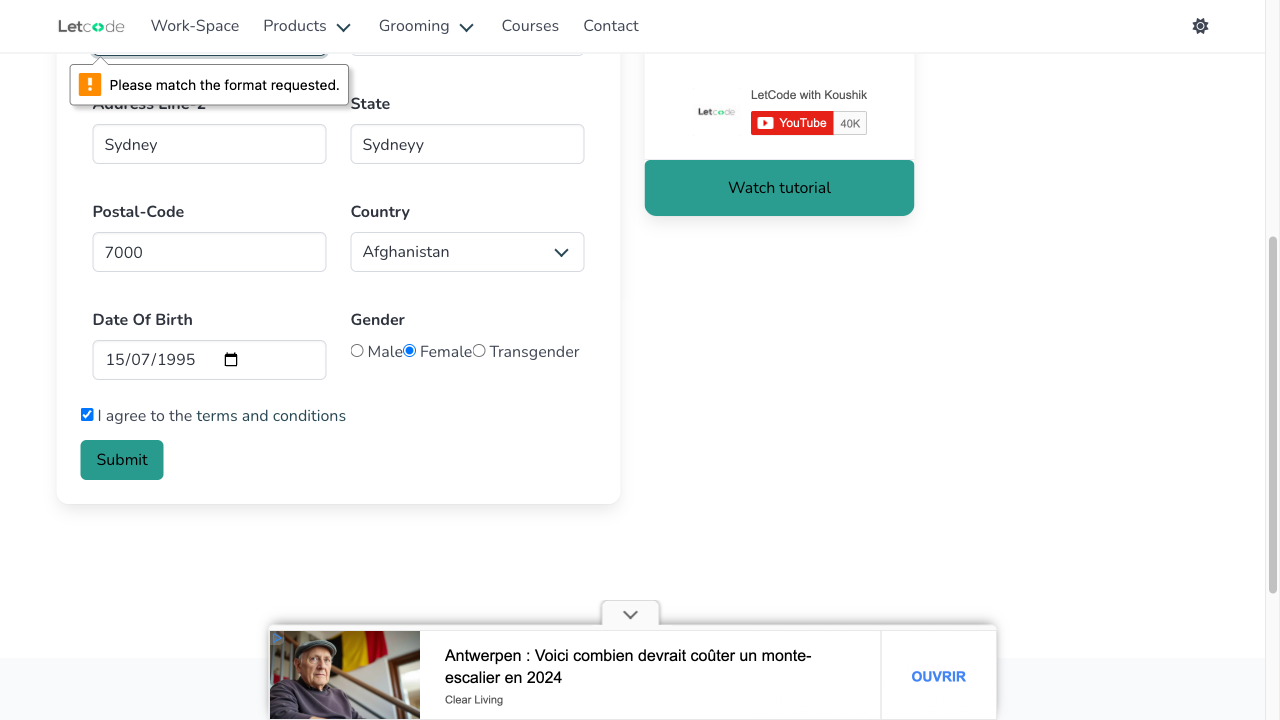 Letcode
Work-Space
Products
Grooming
Courses
Contact
Please match the format requested.
Address Line-2
State
Sydney
Sydneyy
LetCode with Koushik
Letcode
YouTube
40K
Watch tutorial
Postal-Code
Country
7000
Afghanistan
Date Of Birth
Gender
15/07/1995
Male
Female
Transgender
I agree to the terms and conditions
Submit
Antwerpen : Voici combien devrait coûter un monte-
escalier en 2024
Clear Living
OUVRIR